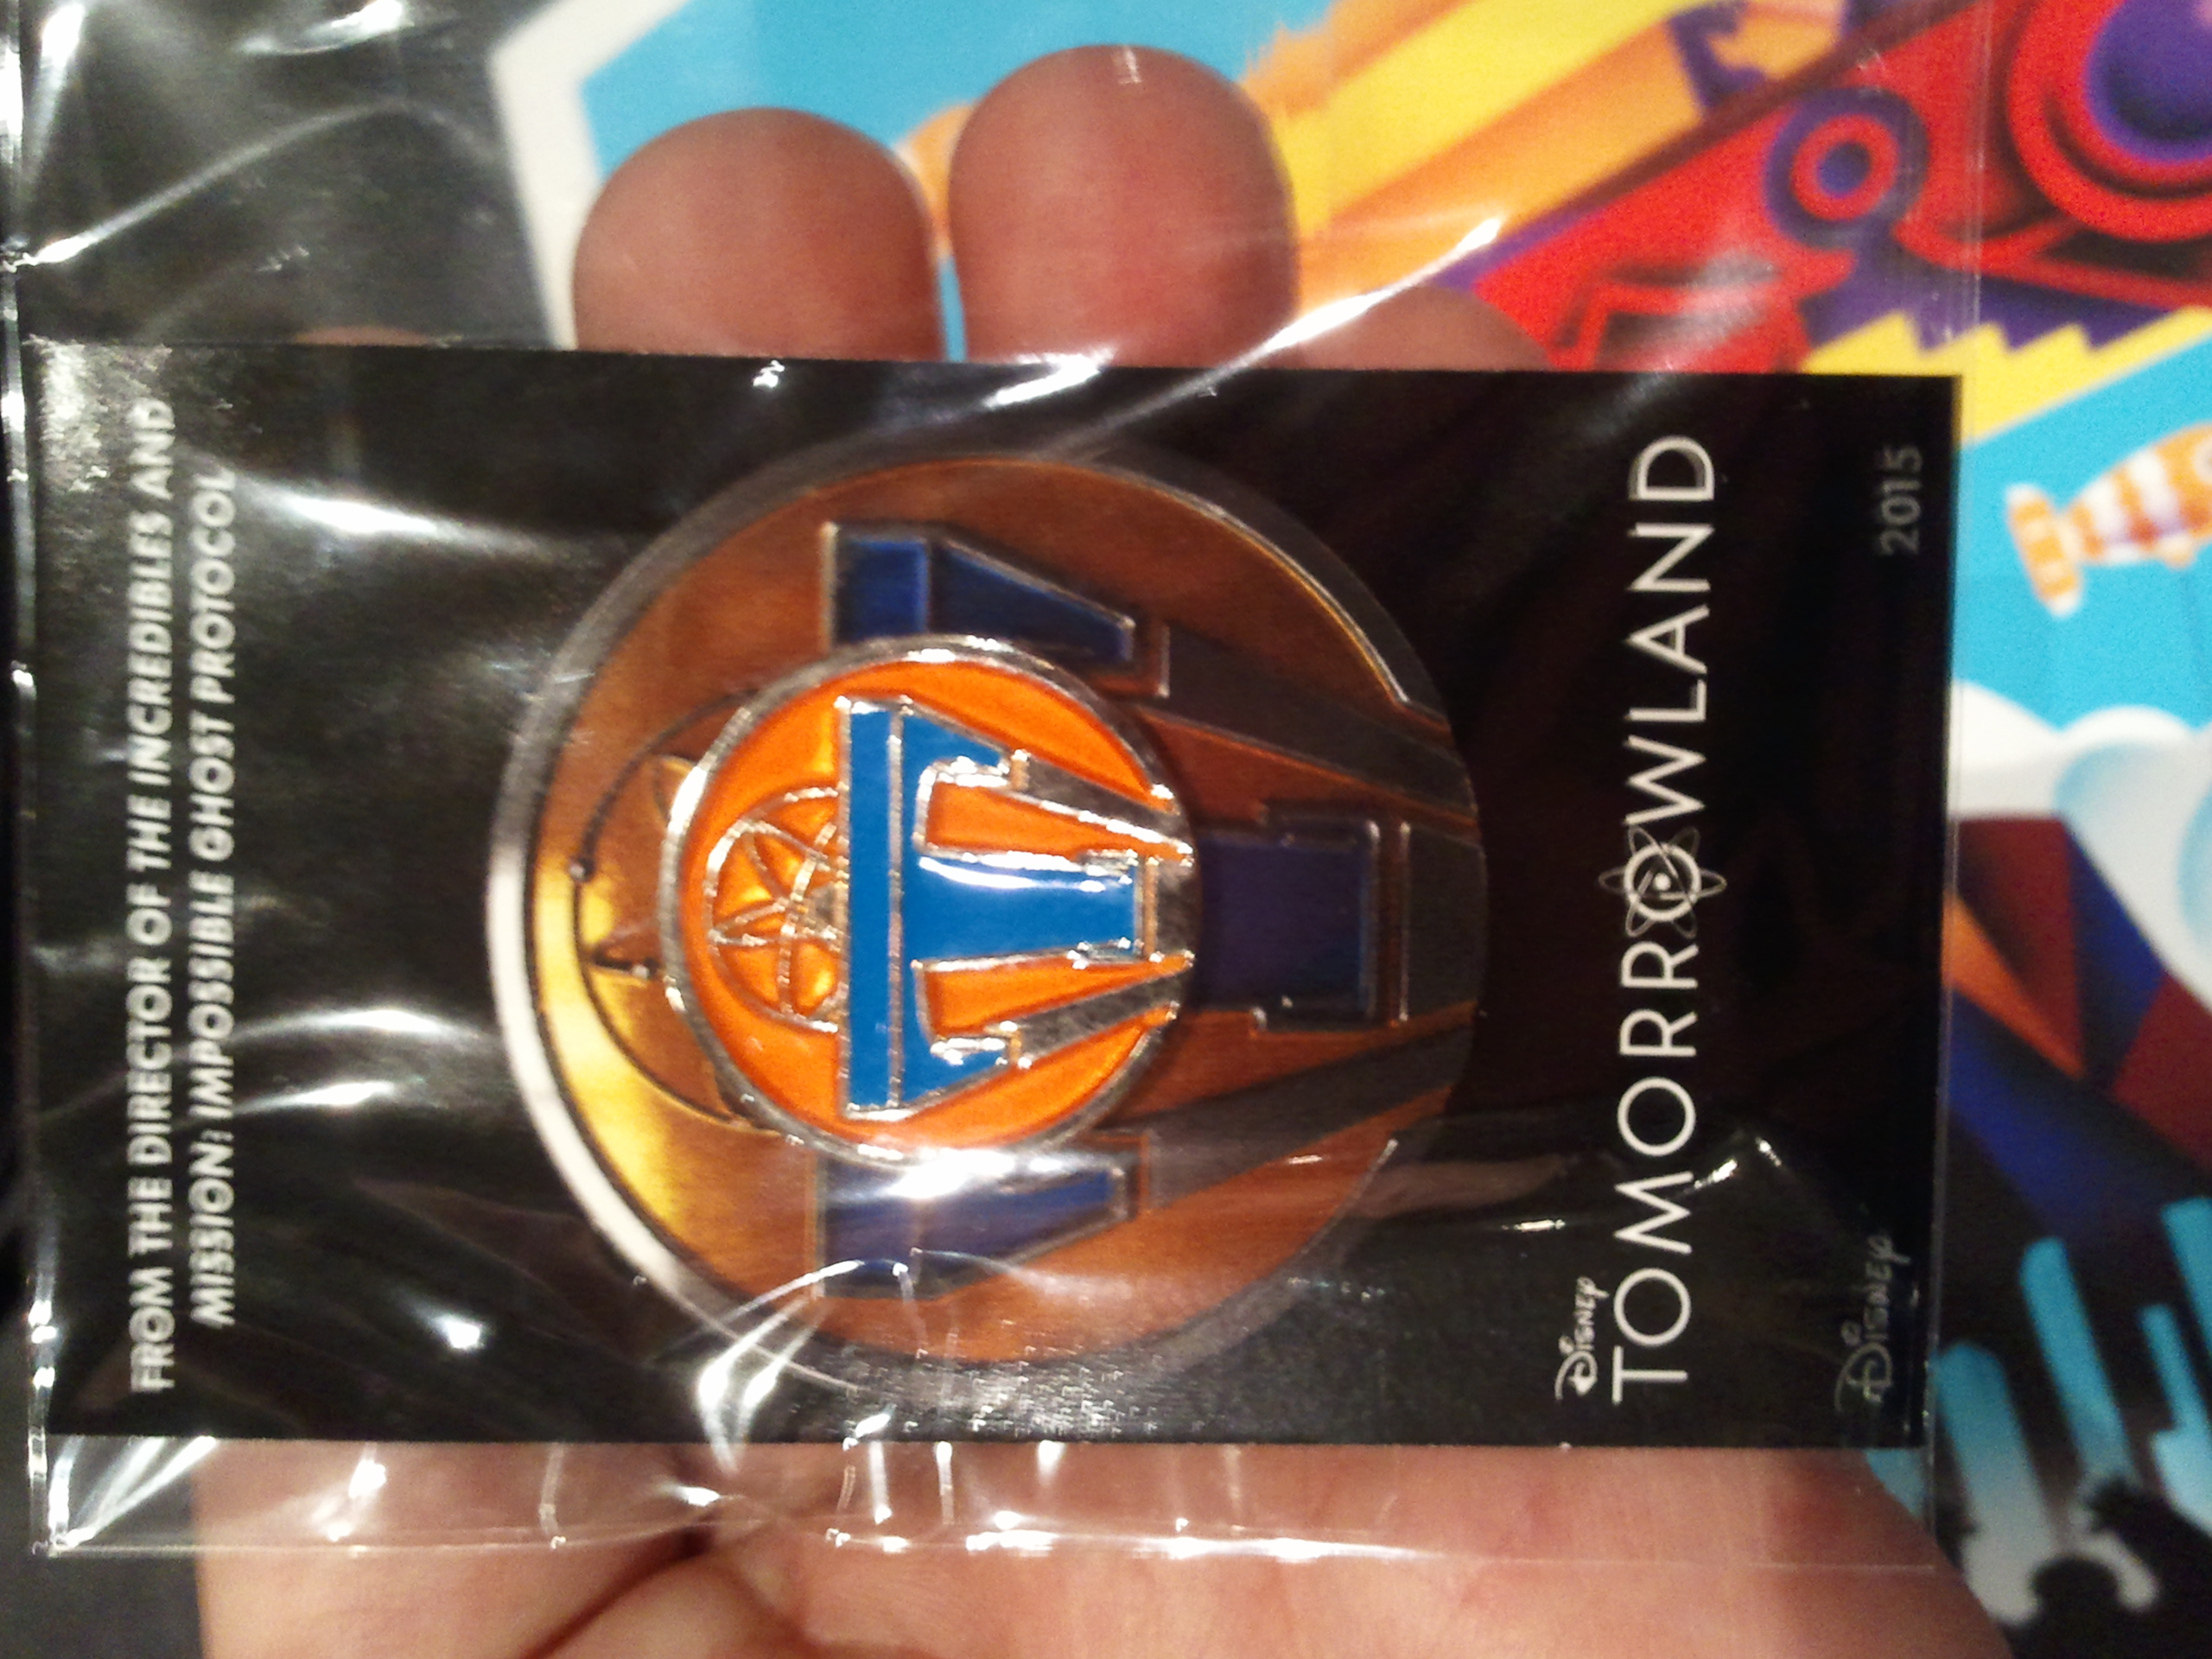 FROM THE DIRECTOR OF THE INCREDIBLES AND
MISSION: IMPOSSIBLE GHOST PROTOCOL
T
DISNEY
TOMORROWLAND
DISNEY 2015